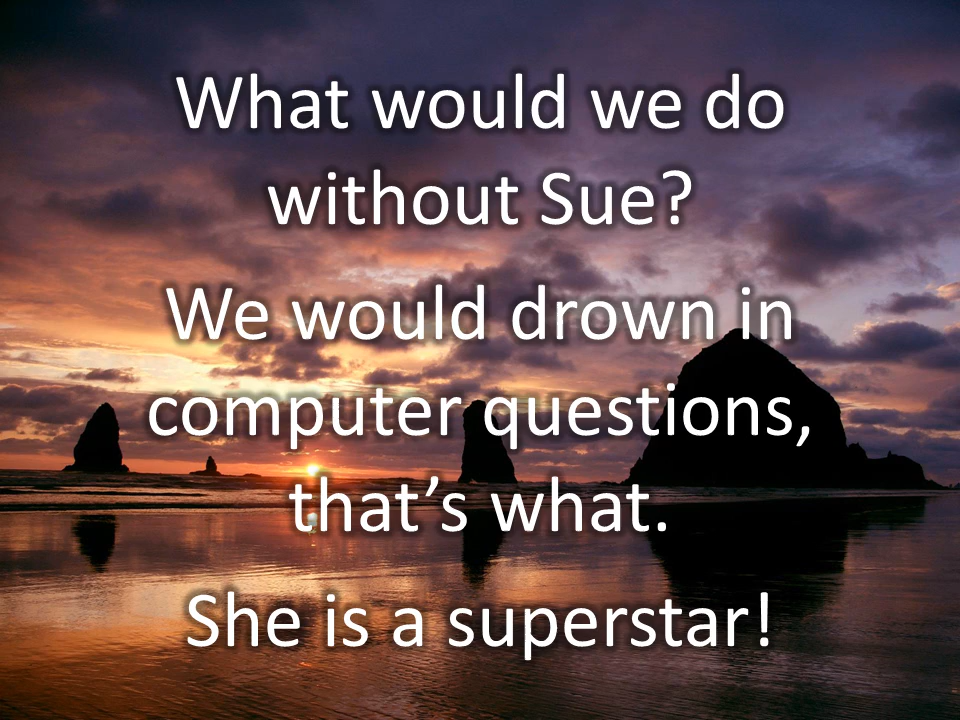 What would we do
without Sue?
We would drown in
computer questions,
that’s what.
She is a superstar!